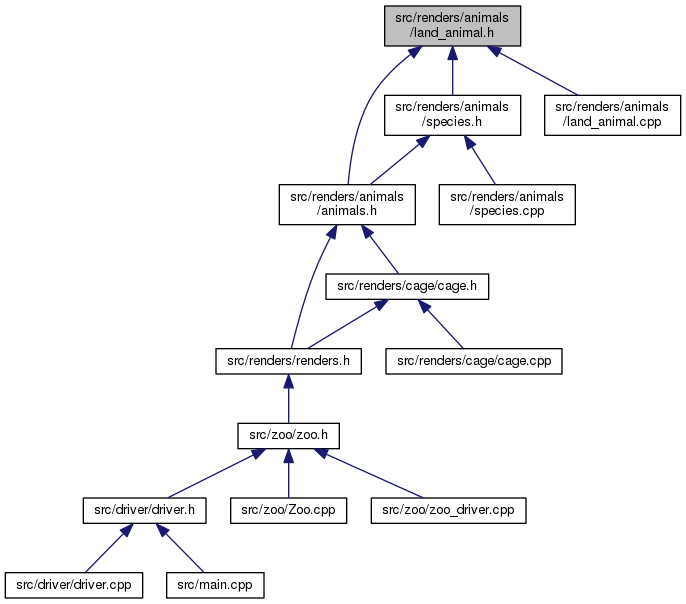 src/renders/animals
/land_animal.h
src/renders/animals
/species.h
src/renders/animals
/land_animal.cpp
src/renders/animals
/animals.h
src/renders/animals
/species.cpp
src/renders/cage/cage.h
src/renders/renders.h
src/renders/cage/cage.cpp
src/zoo/zoo.h
src/driver/driver.h
src/zoo/Zoo.cpp
src/zoo/zoo_driver.cpp
src/driver/driver.cpp
src/main.cpp